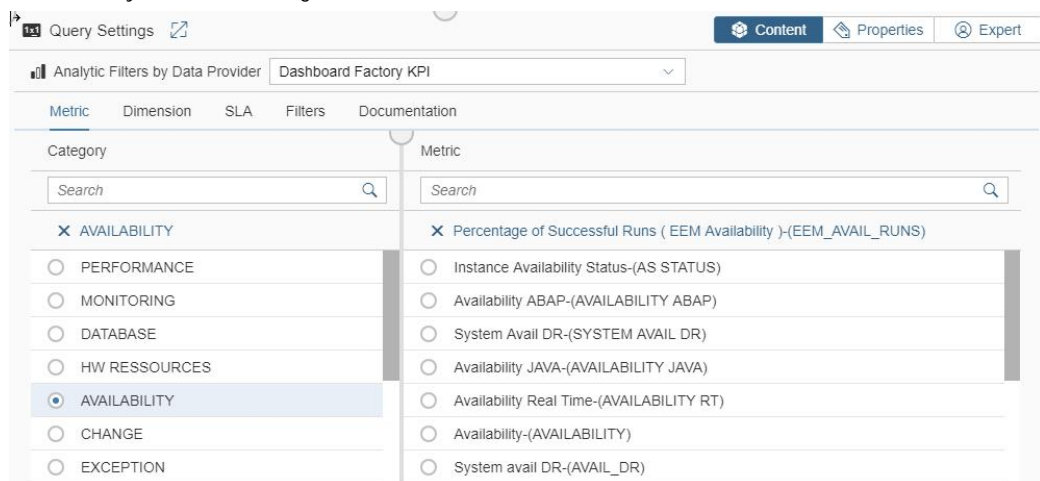 1x1 Query Settings Content Properties Expert
Analytic Filters by Data Provider Dashboard Factory KPI
Metric Dimension SLA Filters Documentation
Category Metric
Search Search
AVAILABILITY Percentage of Successful Runs ( EEM Availability )-(EEM_AVAIL_RUNS)
PERFORMANCE Instance Availability Status-(AS STATUS)
MONITORING Availability ABAP-(AVAILABILITY ABAP)
DATABASE System Avail DR-(SYSTEM AVAIL DR)
HW RESSOURCES Availability JAVA-(AVAILABILITY JAVA)
AVAILABILITY Availability Real Time-(AVAILABILITY RT)
CHANGE Availability-(AVAILABILITY)
EXCEPTION System avail DR-(AVAIL_DR)